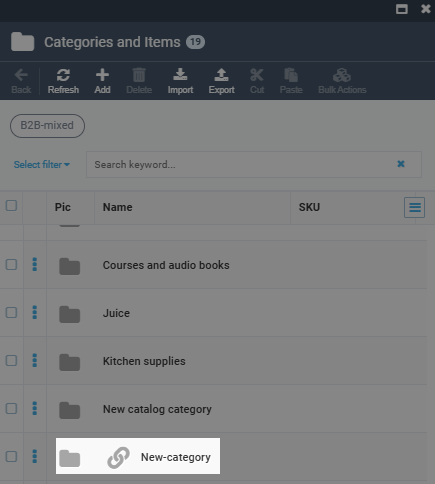 Categories and Items 19
Back Refresh Add Delete Import Export Cut Paste Bulk Actions
B2B-mixed
Select filter Search keyword...
Pic Name SKU
Courses and audio books
Juice
Kitchen supplies
New catalog category
New-category